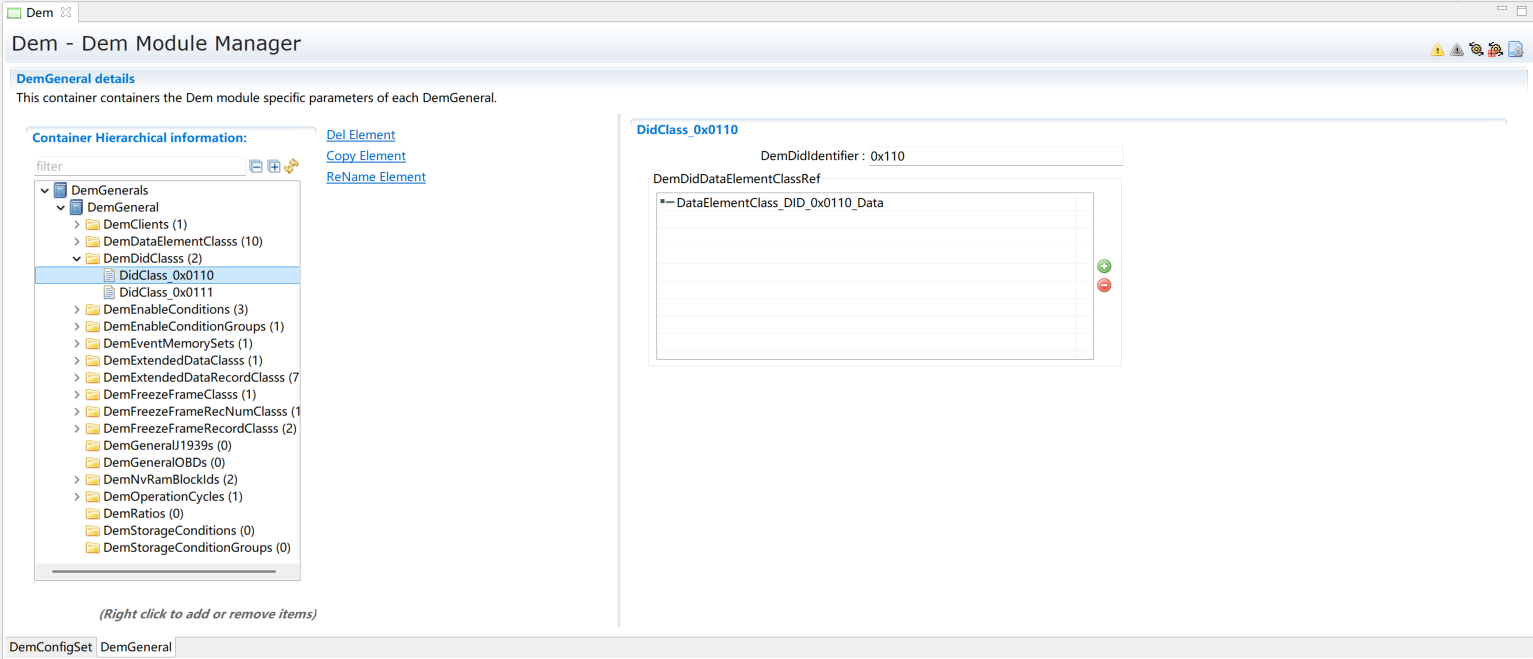 Dem
Dem - Dem Module Manager
DemGeneral details
This container containers the Dem module specific parameters of each DemGeneral.
Container Hierarchical information:
filter
Del Element
Copy Element
ReName Element
DemGenerals
DemGeneral
DemClients (1)
DemDataElementClasss (10)
DemDidClasss (2)
DidClass_0x0110
DidClass_0x0111
DemEnableConditions (3)
DemEnableConditionGroups (1)
DemEventMemorySets (1)
DemExtendedDataClasss (1)
DemExtendedDataRecordClasss (7
DemFreezeFrameClasss (1)
DemFreezeFrameRecNumClasss (1
DemFreezeFrameRecordClasss (2)
DemGeneralJ1939s (0)
DemGeneralOBDs (0)
DemNvRamBlockIds (2)
DemOperationCycles (1)
DemRatios (0)
DemStorageConditions (0)
DemStorageConditionGroups (0)
(Right click to add or remove items)
DidClass_0x0110
DemDidIdentifier : 0x110
DemDidDataElementClassRef
DataElementClass_DID_0x0110_Data
DemConfigSet DemGeneral